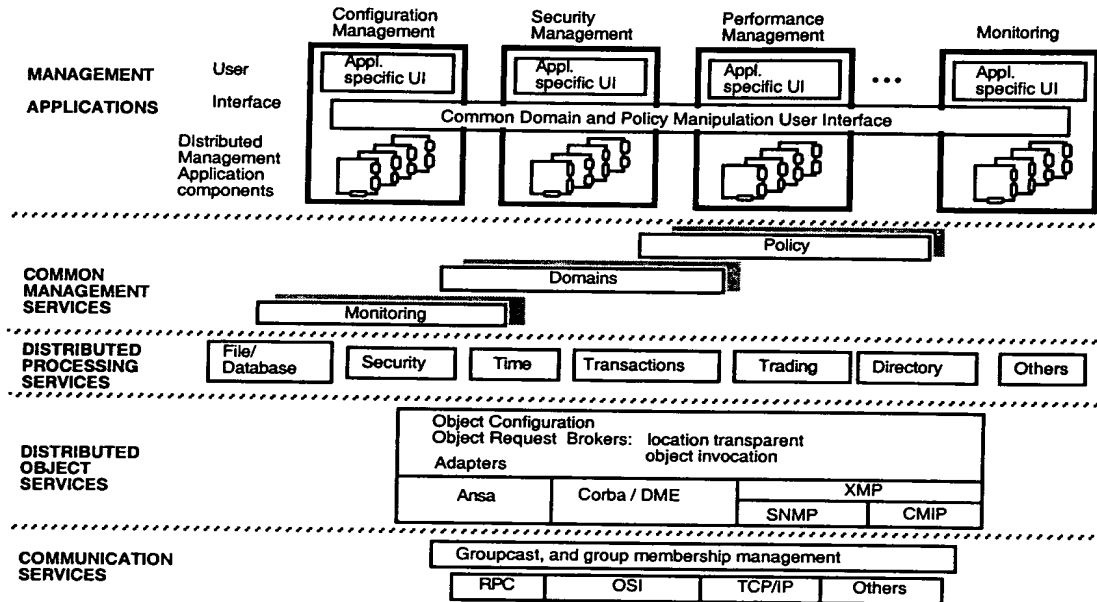 Configuration
Management
Security
Management
Performance
Management
Monitoring
MANAGEMENT
APPLICATIONS
User
Interface
Appl.
specific UI
Appl.
specific UI
Appl.
specific UI
•••
Appl.
specific UI
Common Domain and Policy Manipulation User Interface
Distributed
Management
Application
components
COMMON
MANAGEMENT
SERVICES
Policy
Domains
Monitoring
DISTRIBUTED
PROCESSING
SERVICES
File/
Database
Security
Time
Transactions
Trading
Directory
Others
DISTRIBUTED
OBJECT
SERVICES
Object Configuration
Object Request Brokers: location transparent
object invocation
Adapters
Ansa
Corba / DME
XMP
SNMP
CMIP
COMMUNICATION
SERVICES
Groupcast, and group membership management
RPC
OSI
TCP/IP
Others